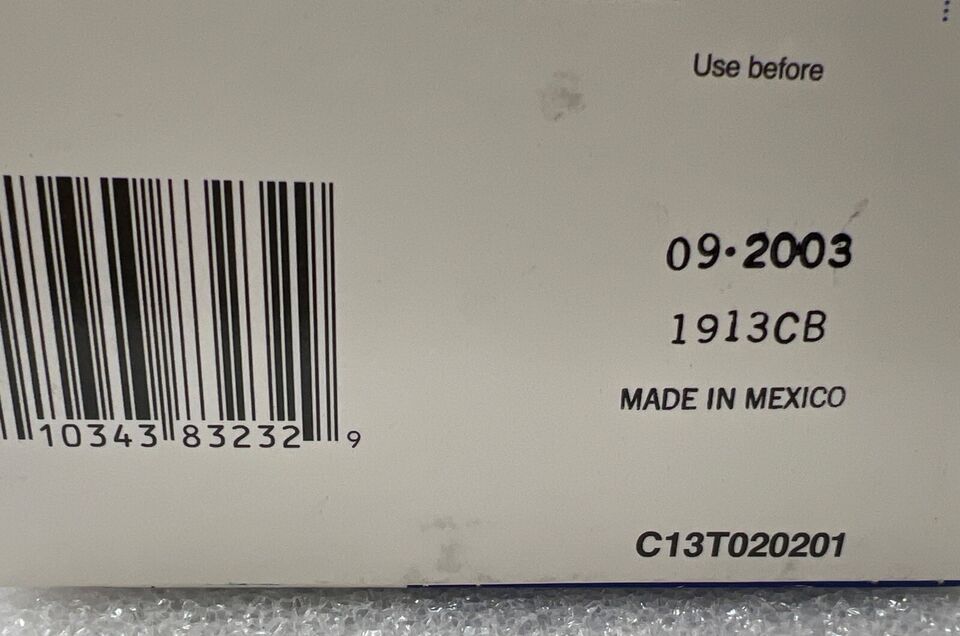 Use before
09•2003
1913CB
MADE IN MEXICO
10343 83232 9
C13T020201